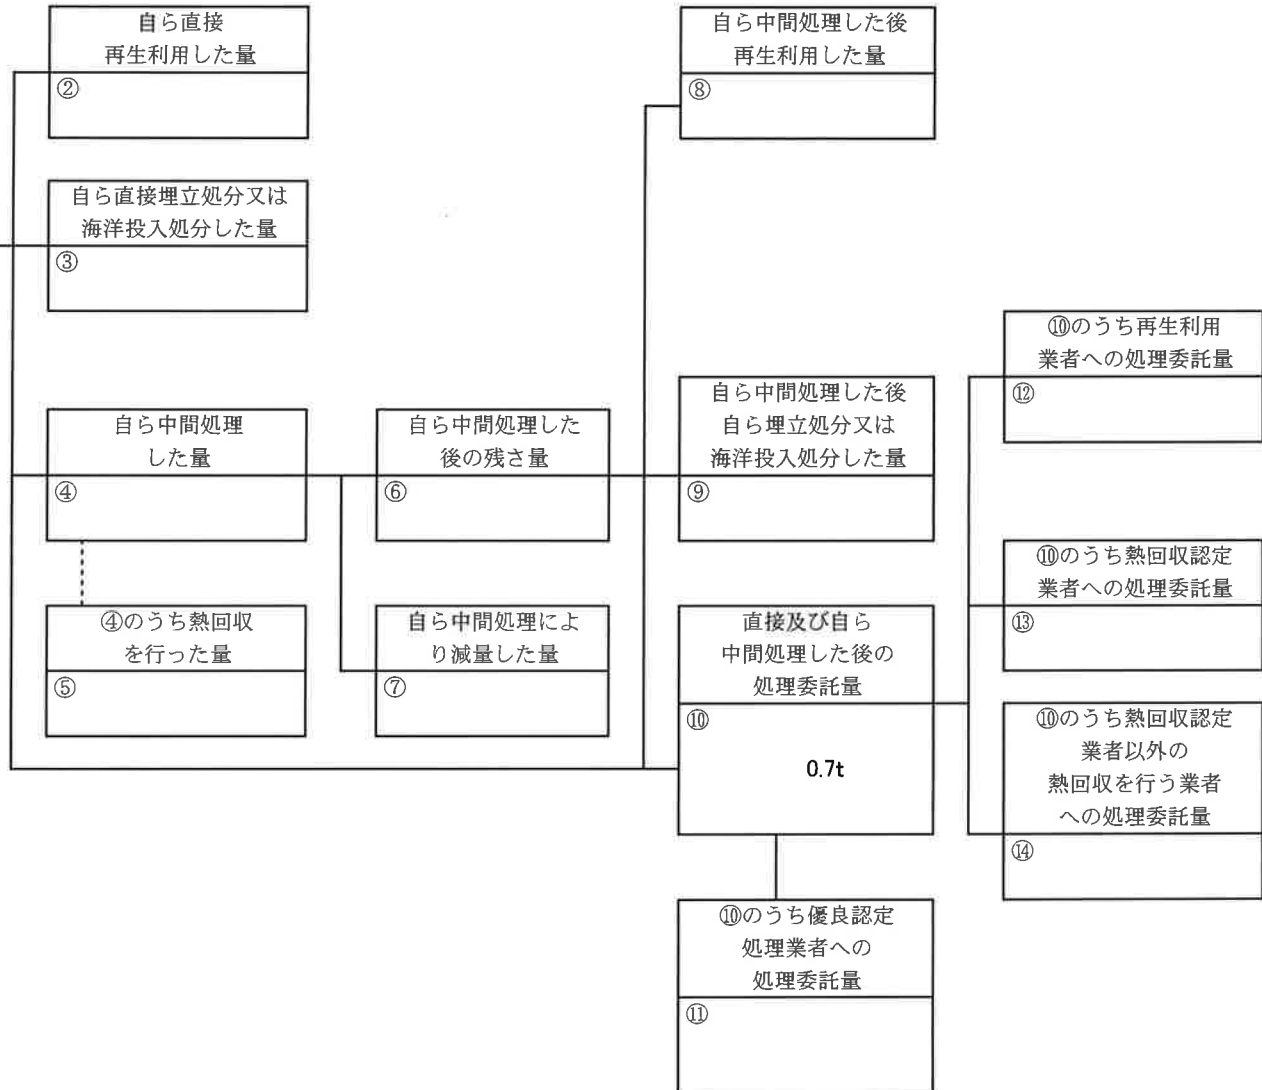 自ら直接
再生利用した量
②
自ら中間処理した後
再生利用した量
⑧
自ら直接埋立処分又は
海洋投入処分した量
③
⑩のうち再生利用
業者への処理委託量
⑫
自ら中間処理
した量
④
自ら中間処理した
後の残さ量
⑥
自ら中間処理した後
自ら埋立処分又は
海洋投入処分した量
⑨
⑩のうち熱回収認定
業者への処理委託量
⑬
④のうち熱回収
を行った量
⑤
自ら中間処理によ
り減量した量
⑦
直接及び自ら
中間処理した後の
処理委託量
⑩
0.7t
⑩のうち熱回収認定
業者以外の
熱回収を行う業者
への処理委託量
⑭
⑩のうち優良認定
処理業者への
処理委託量
⑪